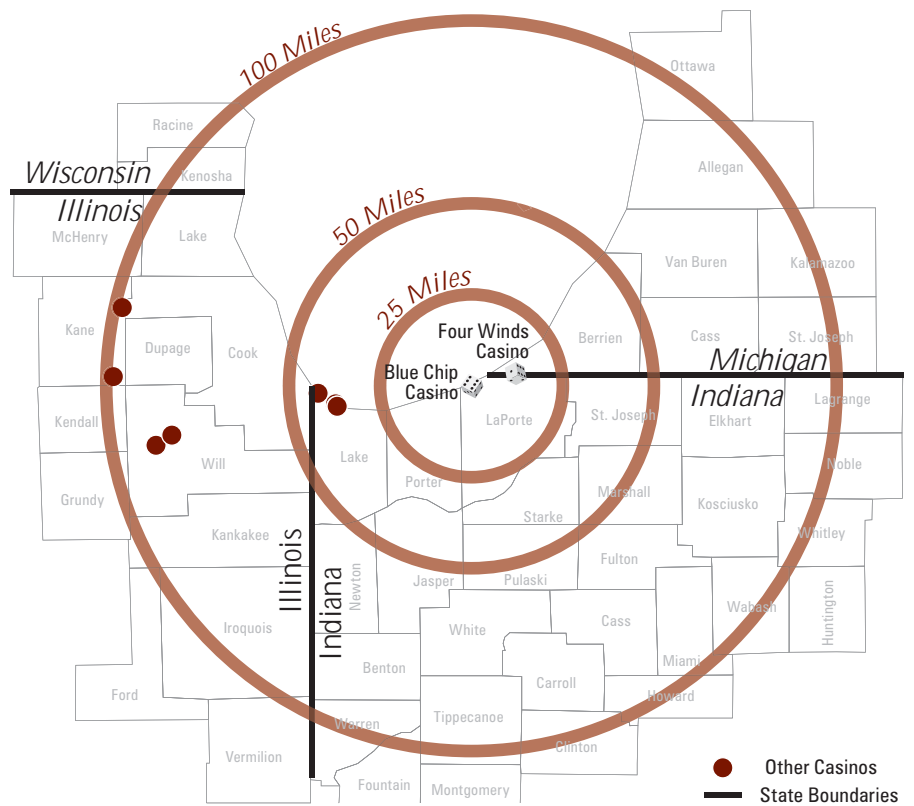 100 Miles
Ottawa
Racine
Allegan
Wisconsin
Kenosha
Illinois
50 Miles
McHenry
Lake
Van Buren
Kalamazoo
25 Miles
Kane
Four Winds
Casino
Berrien
Cass
St. Joseph
Dupage
Cook
Michigan
Blue Chip
Casino
Indiana
Lagrange
Kendall
LaPorte
St. Joseph
Elkhart
Will
Lake
Noble
Grundy
Porter
Marshall
Kosciusko
Starke
Kankakee
Whitley
Illinois
Newton
Jasper
Pulaski
Fulton
Indiana
Iroquois
White
Cass
Wabash
Huntington
Benton
Miami
Carroll
Ford
Howard
Warren
Tippecanoe
Clinton
Vermilion
Fountain
Montgomery
Other Casinos
State Boundaries